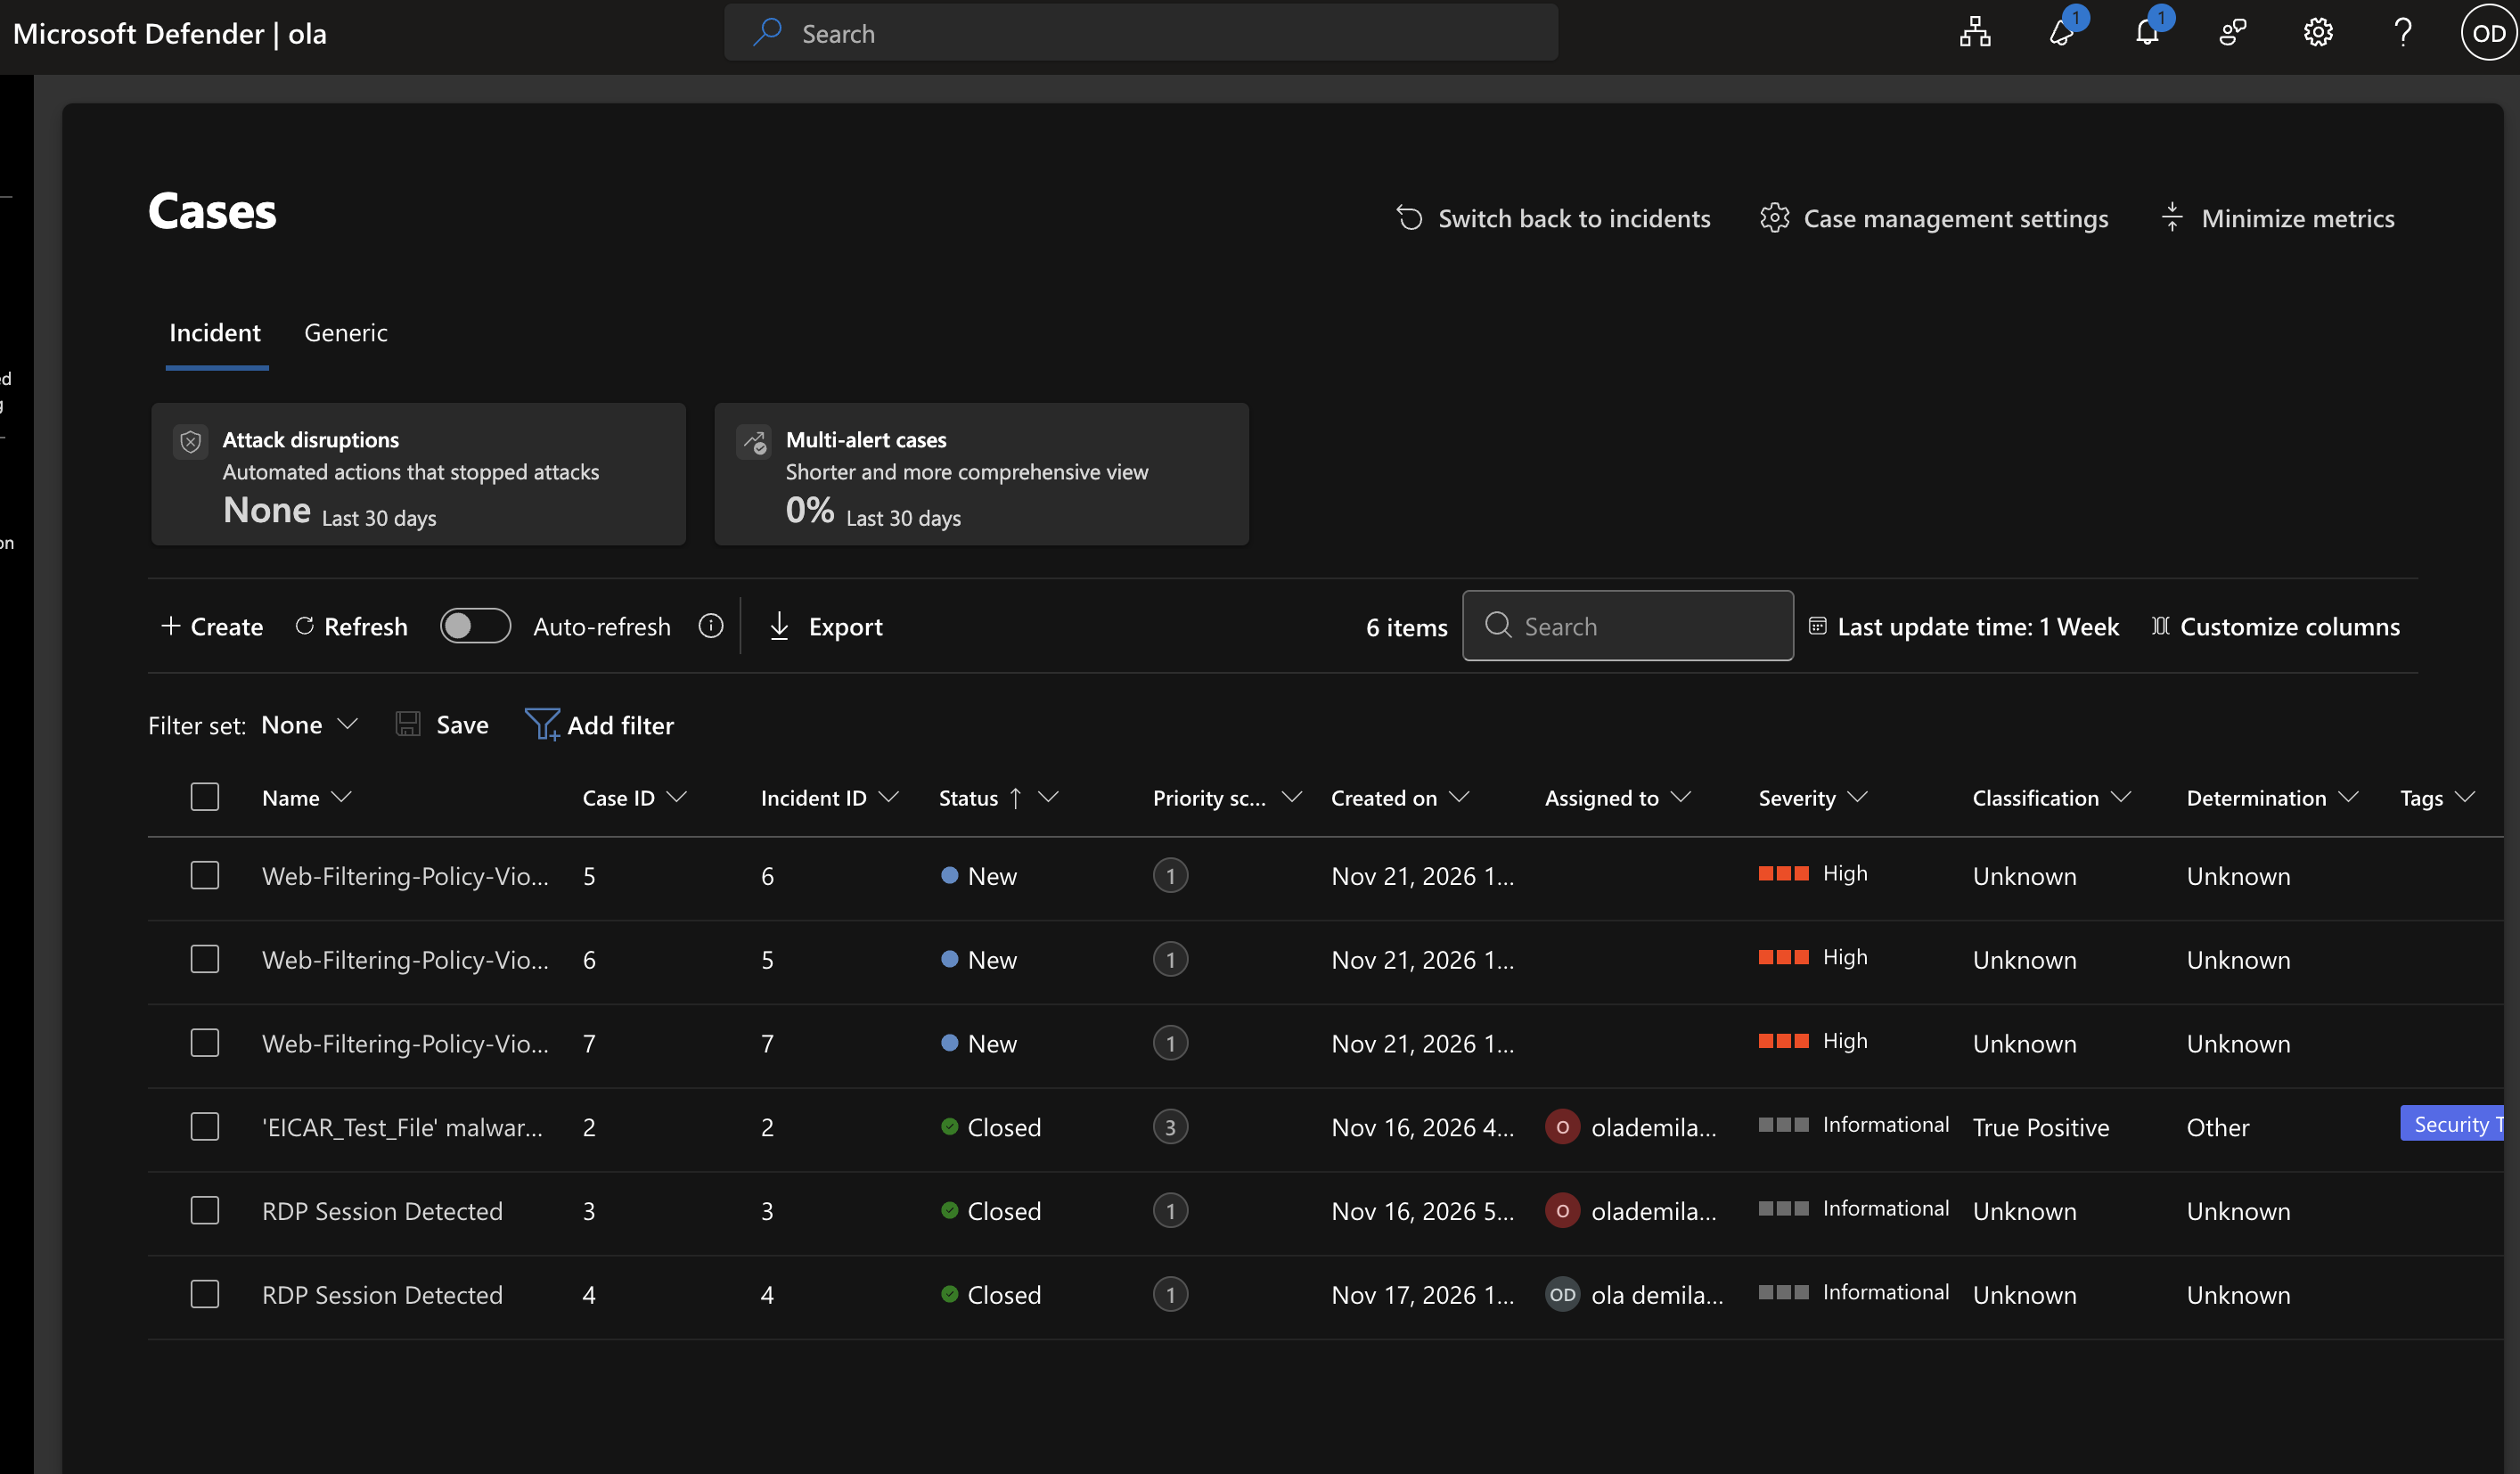 Microsoft Defender | ola
Search
1
1
OD
Cases
Switch back to incidents
Case management settings
Minimize metrics
Incident
Generic
ed
g
on
Attack disruptions
Automated actions that stopped attacks
None Last 30 days
Multi-alert cases
Shorter and more comprehensive view
0% Last 30 days
Create Refresh Auto-refresh Export 6 items Search Last update time: 1 Week Customize columns
Filter set: None Save Add filter
Name Case ID Incident ID Status Priority sc... Created on Assigned to Severity Classification Determination Tags
Web-Filtering-Policy-Vio... 5 6 New 1 Nov 21, 2026 1... High Unknown Unknown
Web-Filtering-Policy-Vio... 6 5 New 1 Nov 21, 2026 1... High Unknown Unknown
Web-Filtering-Policy-Vio... 7 7 New 1 Nov 21, 2026 1... High Unknown Unknown
'EICAR_Test_File' malwar... 2 2 Closed 3 Nov 16, 2026 4... O olademila... Informational True Positive Other Security T
RDP Session Detected 3 3 Closed 1 Nov 16, 2026 5... O olademila... Informational Unknown Unknown
RDP Session Detected 4 4 Closed 1 Nov 17, 2026 1... OD ola demila... Informational Unknown Unknown